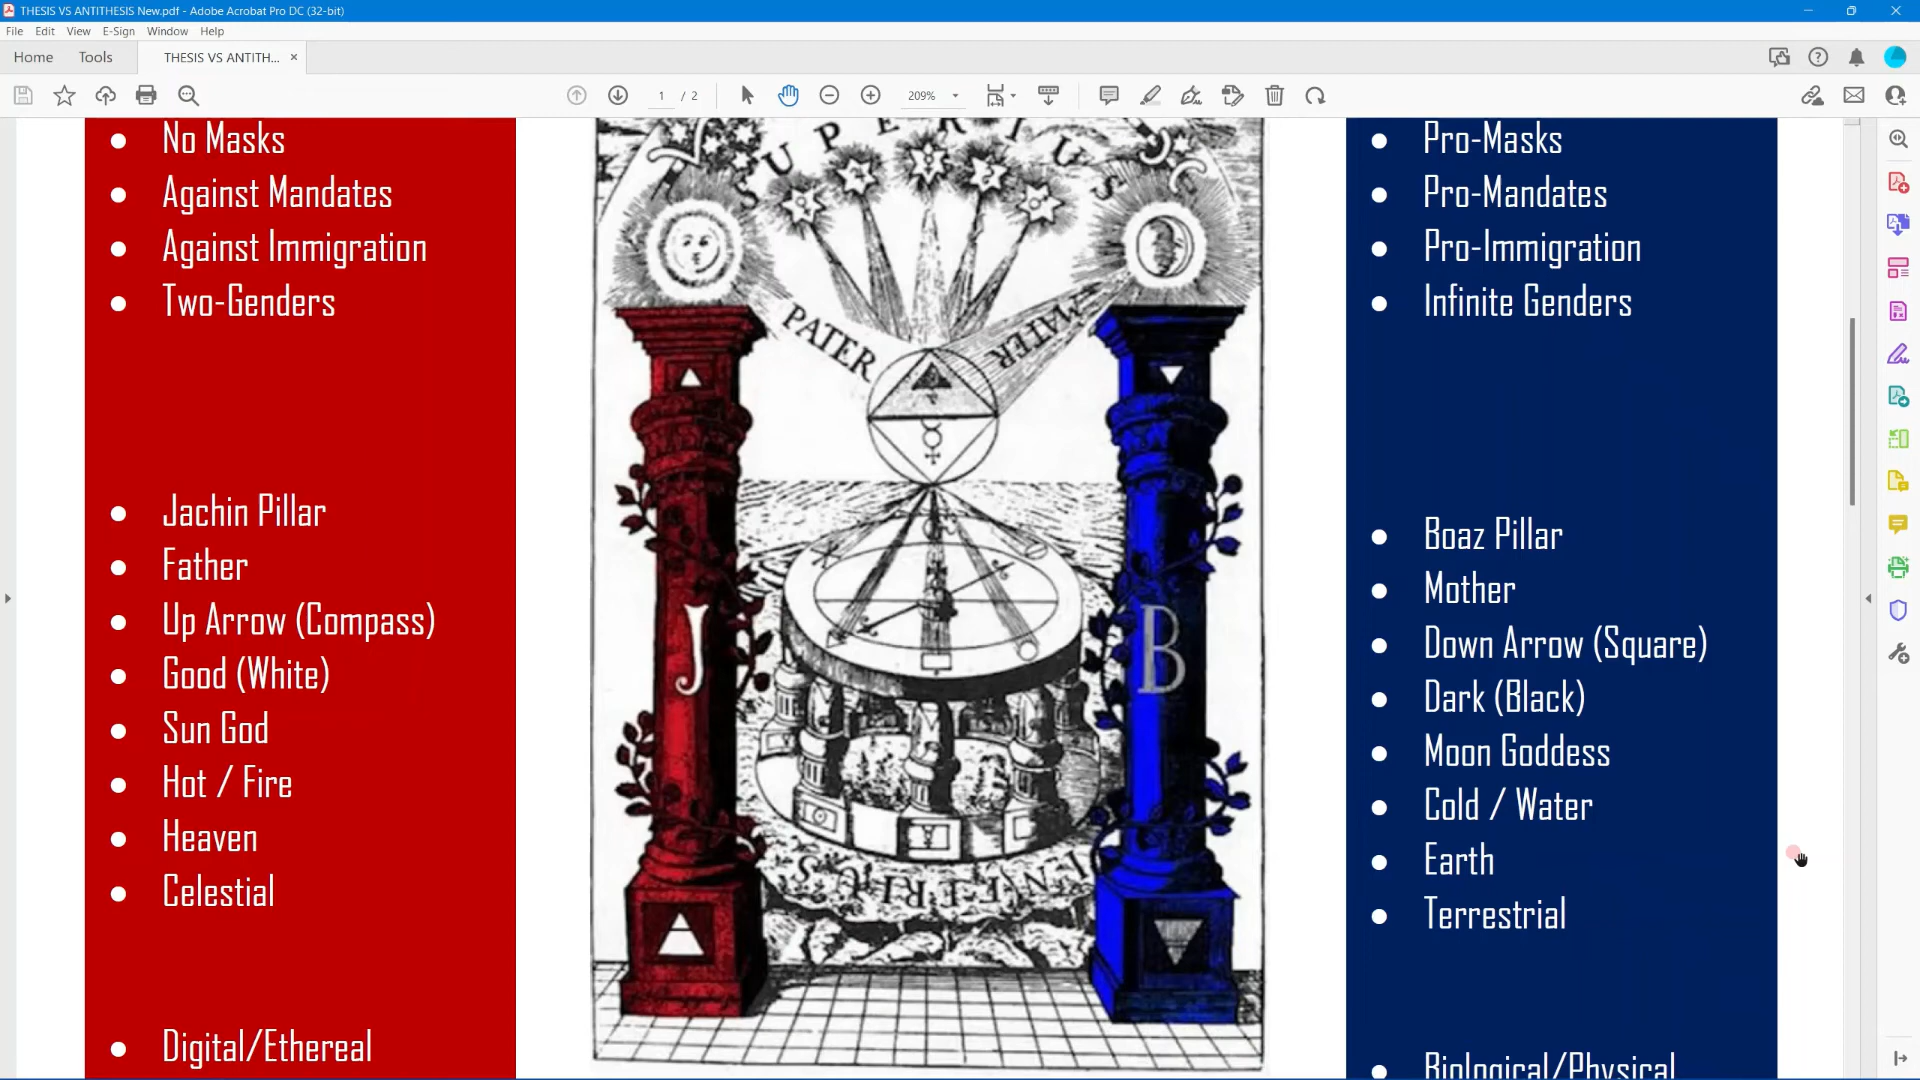 THESIS VS ANTITHESIS New.pdf - Adobe Acrobat Pro DC (32-bit)
File Edit View E-Sign Window Help
Home Tools THESIS VS ANTITH... ×
1 / 2 209%
No Masks
Against Mandates
Against Immigration
Two-Genders
Jachin Pillar
Father
Up Arrow (Compass)
Good (White)
Sun God
Hot / Fire
Heaven
Celestial
Digital/Ethereal
SUPERIUS
PATER
MATER
J
B
INFERIUS
Pro-Masks
Pro-Mandates
Pro-Immigration
Infinite Genders
Boaz Pillar
Mother
Down Arrow (Square)
Dark (Black)
Moon Goddess
Cold / Water
Earth
Terrestrial
Biological/Physical